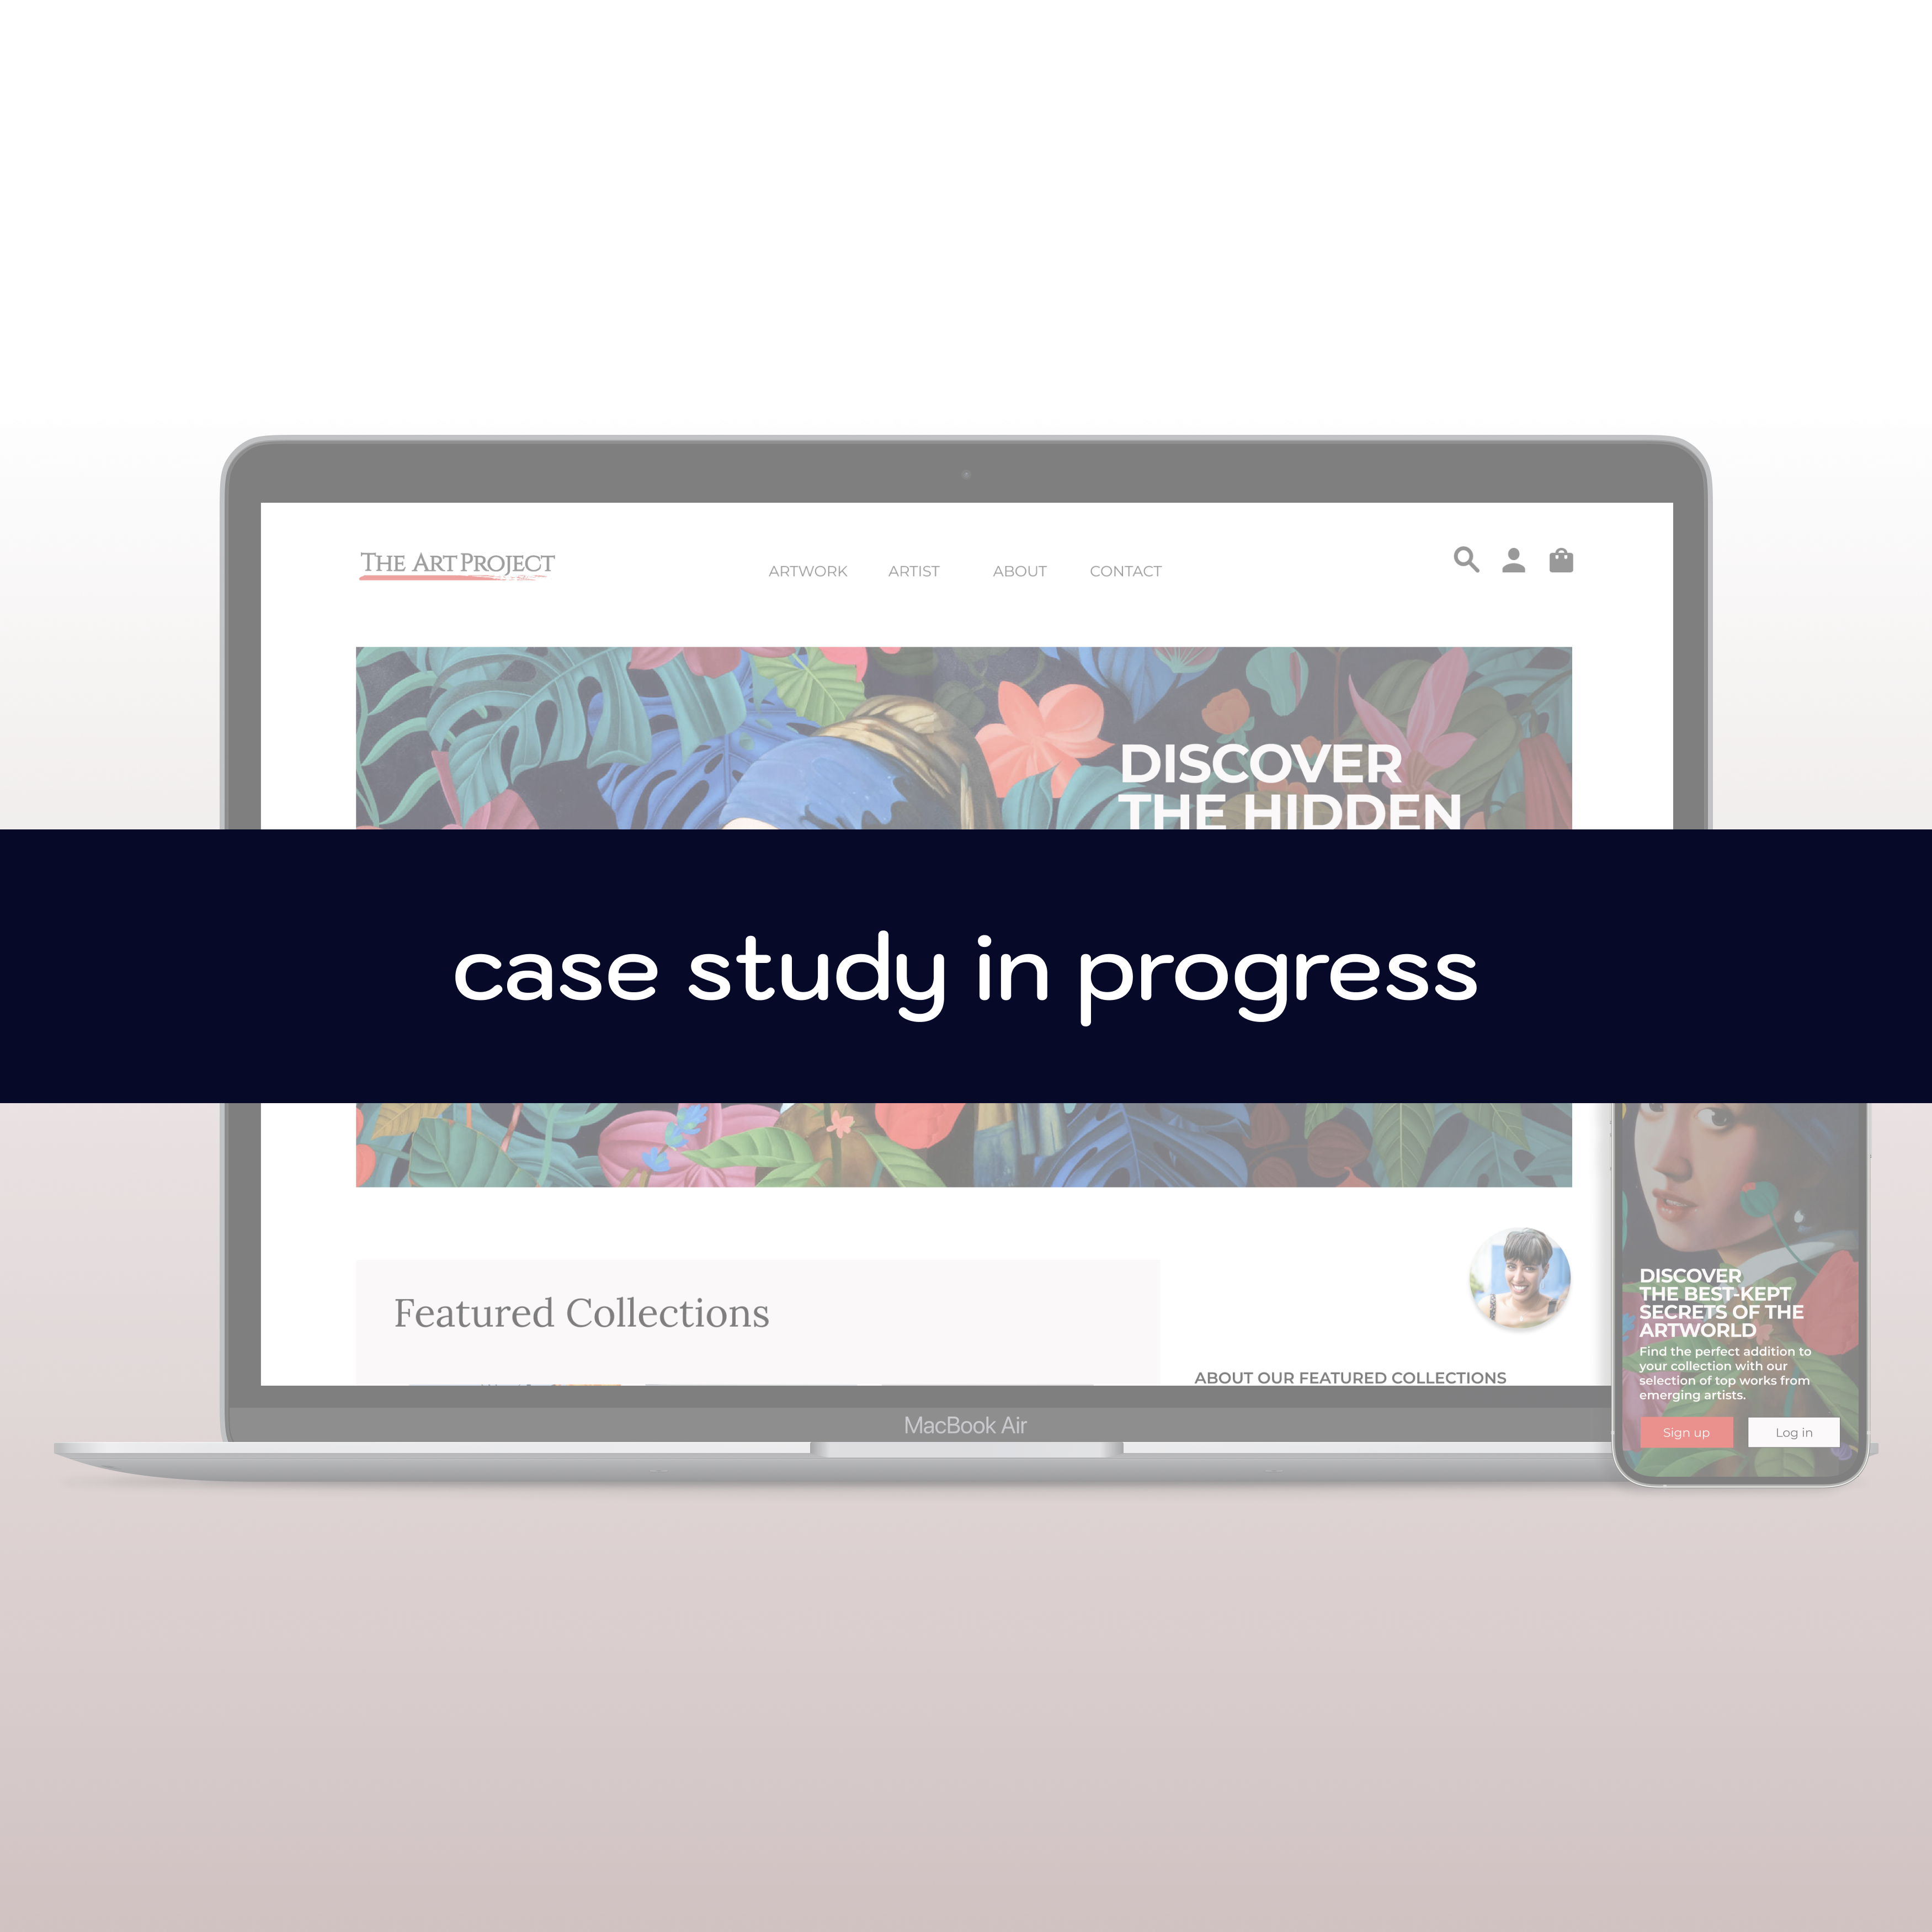 THE ART PROJECT
ARTWORK ARTIST ABOUT CONTACT
DISCOVER
THE HIDDEN
case study in progress
Featured Collections
ABOUT OUR FEATURED COLLECTIONS
MacBook Air
DISCOVER
THE BEST-KEPT
SECRETS OF THE
ARTWORLD
Find the perfect addition to
your collection with our
selection of top works from
emerging artists.
Sign up Log in